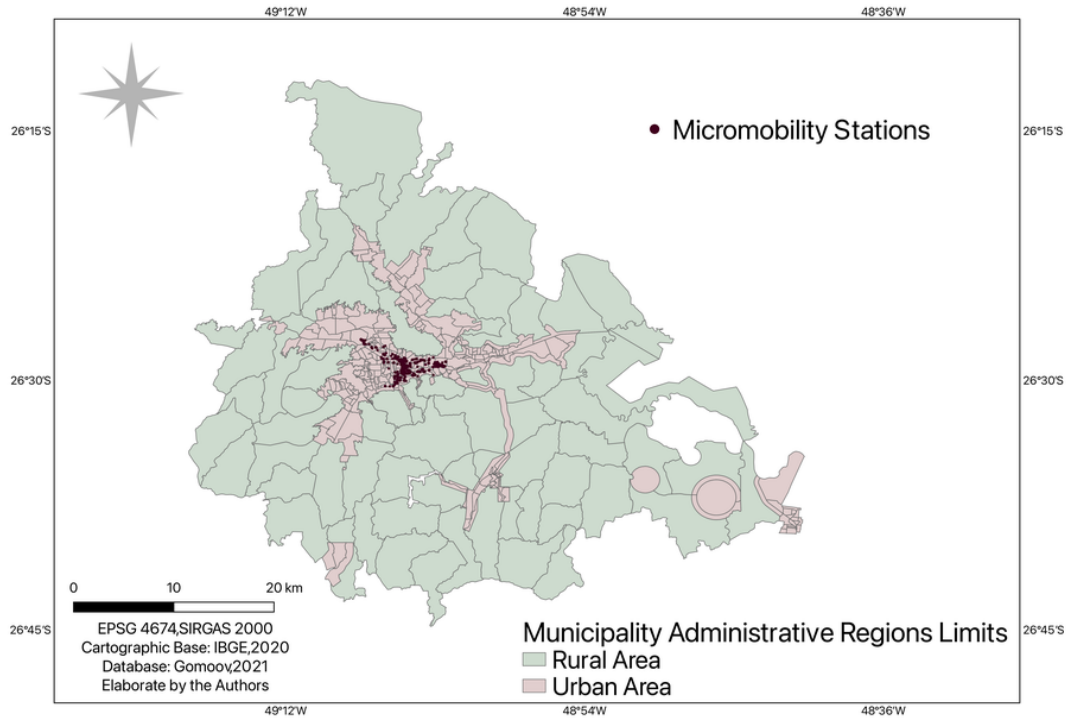 49°12'W 48°54'W 48°36'W
26°15'S 26°15'S
Micromobility Stations
26°30'S 26°30'S
0 10 20 km
EPSG 4674,SIRGAS 2000
Cartographic Base: IBGE,2020
Database: Gomoov,2021
Elaborate by the Authors
26°45'S 26°45'S
Municipality Administrative Regions Limits
Rural Area
Urban Area
49°12'W 48°54'W 48°36'W